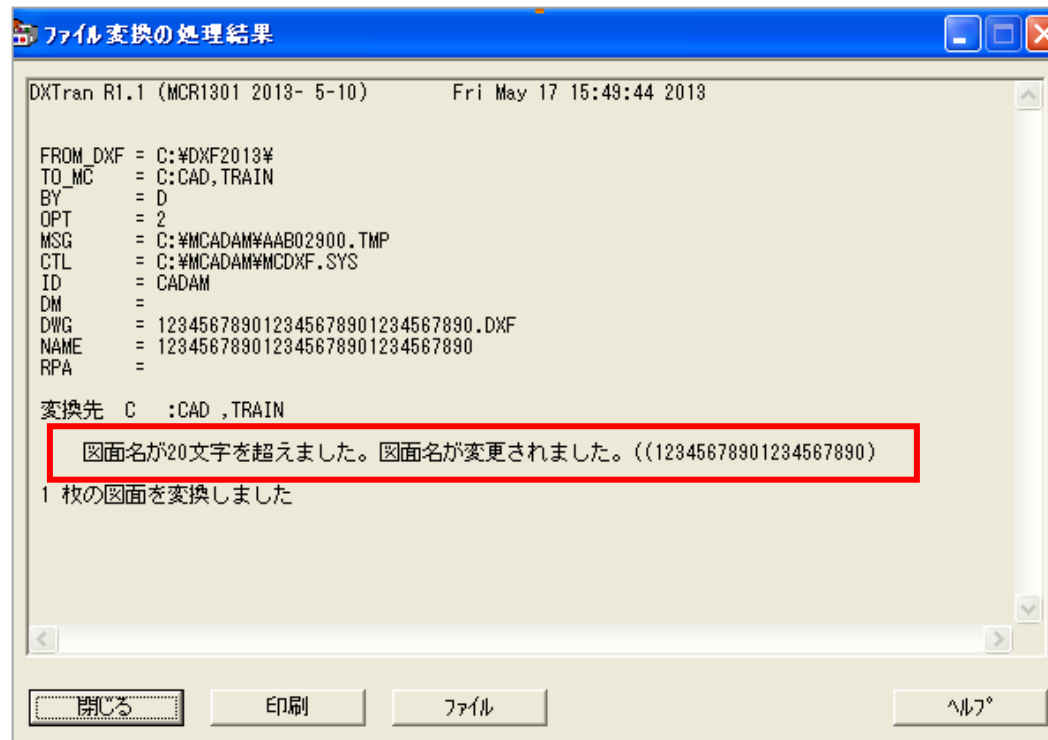 ファイル変換の処理結果
DXTran R1.1 (MCR1301 2013- 5-10)        Fri May 17 15:49:44 2013
FROM_DXF = C:¥DXF2013¥
TO_MC    = C:CAD,TRAIN
BY       = D
OPT      = 2
MSG      = C:¥MCADAM¥AAB02900.TMP
CTL      = C:¥MCADAM¥MCDXF.SYS
ID       = CADAM
DM       =
DWG      = 123456789012345678901234567890.DXF
NAME     = 123456789012345678901234567890
RPA      =
変換先  C   :CAD ,TRAIN
図面名が20文字を超えました。図面名が変更されました。((12345678901234567890)
1 枚の図面を変換しました
閉じる 印刷 ファイル ヘルプ